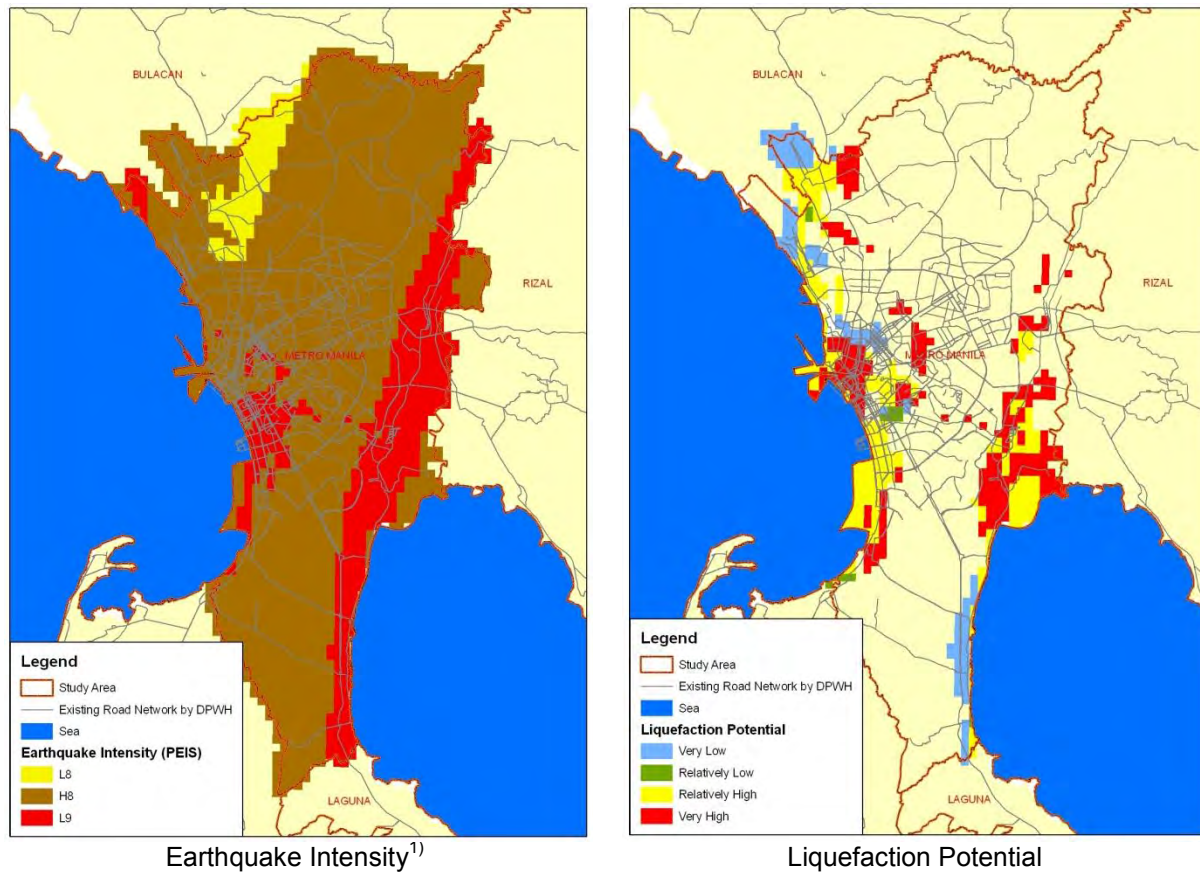 BULACAN
RIZAL
METRO MANILA
LAGUNA
Legend
Study Area
Existing Road Network by DPWH
Sea
Earthquake Intensity (PEIS)
L8
H8
L9
Earthquake Intensity1)
BULACAN
RIZAL
METRO MANILA
LAGUNA
Legend
Study Area
Existing Road Network by DPWH
Sea
Liquefaction Potential
Very Low
Relatively Low
Relatively High
Very High
Liquefaction Potential